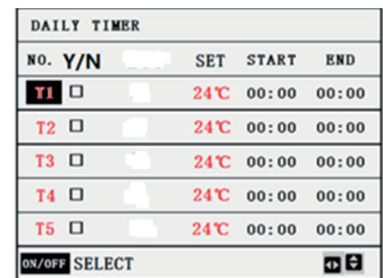 DAILY TIMER
NO. Y/N SET START END
T1 24℃ 00:00 00:00
T2 24℃ 00:00 00:00
T3 24℃ 00:00 00:00
T4 24℃ 00:00 00:00
T5 24℃ 00:00 00:00
ON/OFF SELECT